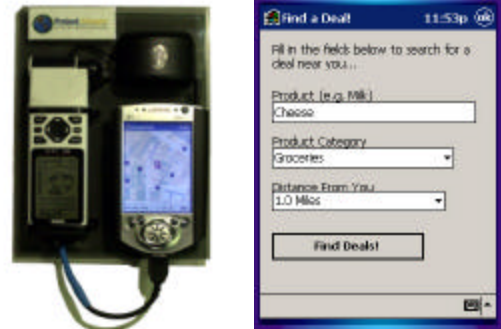 Find a Deal! 11:53p ok
Fill in the fields below to search for a
deal near you...
Product (e.g. Milk)
Cheese
Product Category
Groceries
Distance From You
1.0 Miles
Find Deals!